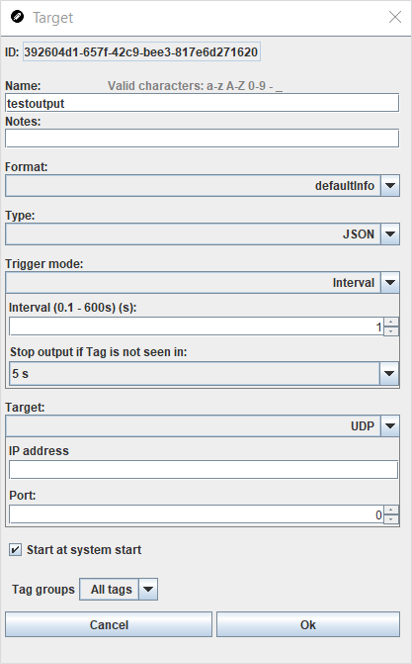 Target
ID: 392604d1-657f-42c9-bee3-817e6d271620
Name: Valid characters: a-z A-Z 0-9 - _
testoutput
Notes:
Format:
defaultInfo
Type:
JSON
Trigger mode:
Interval
Interval (0.1 - 600s) (s):
1
Stop output if Tag is not seen in:
5 s
Target:
UDP
IP address
Port:
0
Start at system start
Tag groups All tags
Cancel Ok